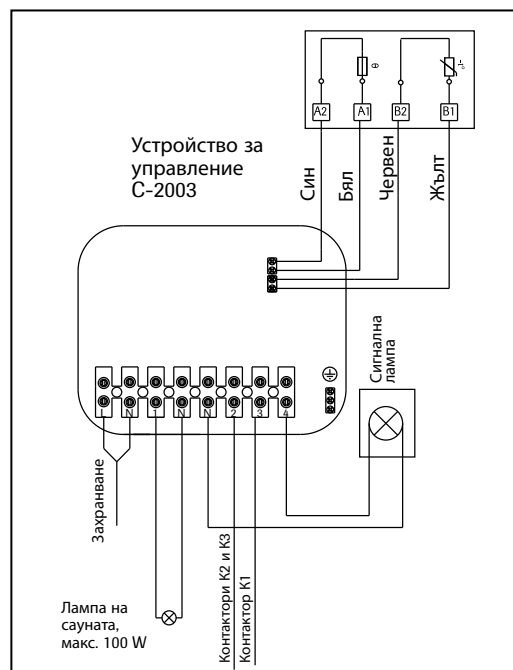 A2 A1 B2 B1
Син
Бял
Червен
Жълт
Устройство за
управление
C-2003
Сигнална
лампа
L N 1 N N 2 3 4
Захранване
Контактори K2 и K3
Контактор K1
Лампа на
сауната,
макс. 100 W